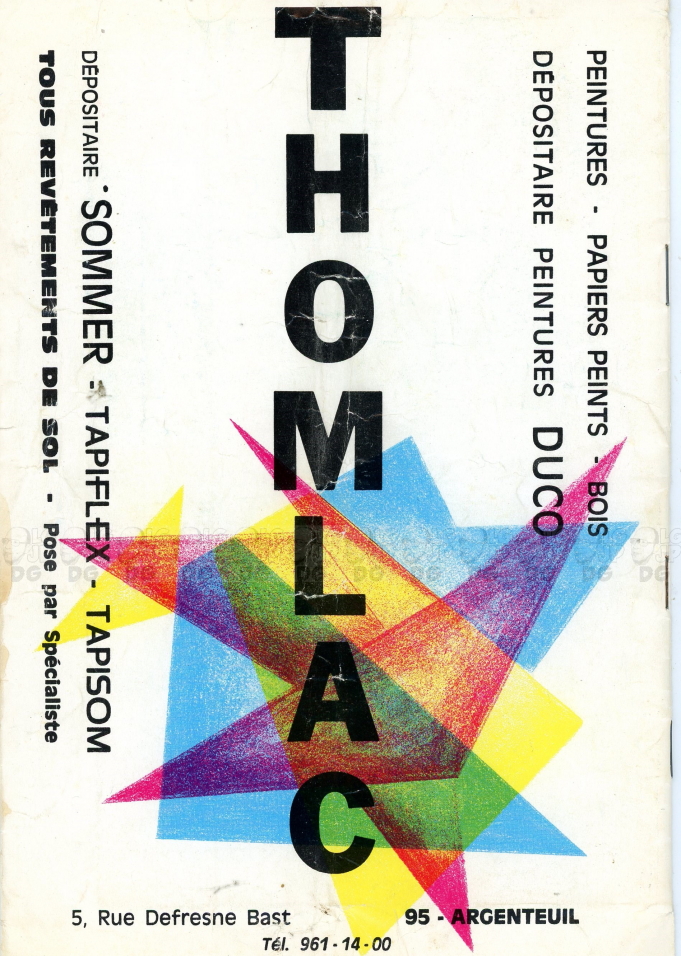 THOMLAC
PEINTURES - PAPIERS PEINTS - BOIS
DÉPOSITAIRE PEINTURES DUCO
DÉPOSITAIRE SOMMER - TAPIFLEX - TAPISOM
TOUS REVÊTEMENTS DE SOL - Pose par Spécialiste
5, Rue Defresne Bast
95 - ARGENTEUIL
Tél. 961-14-00